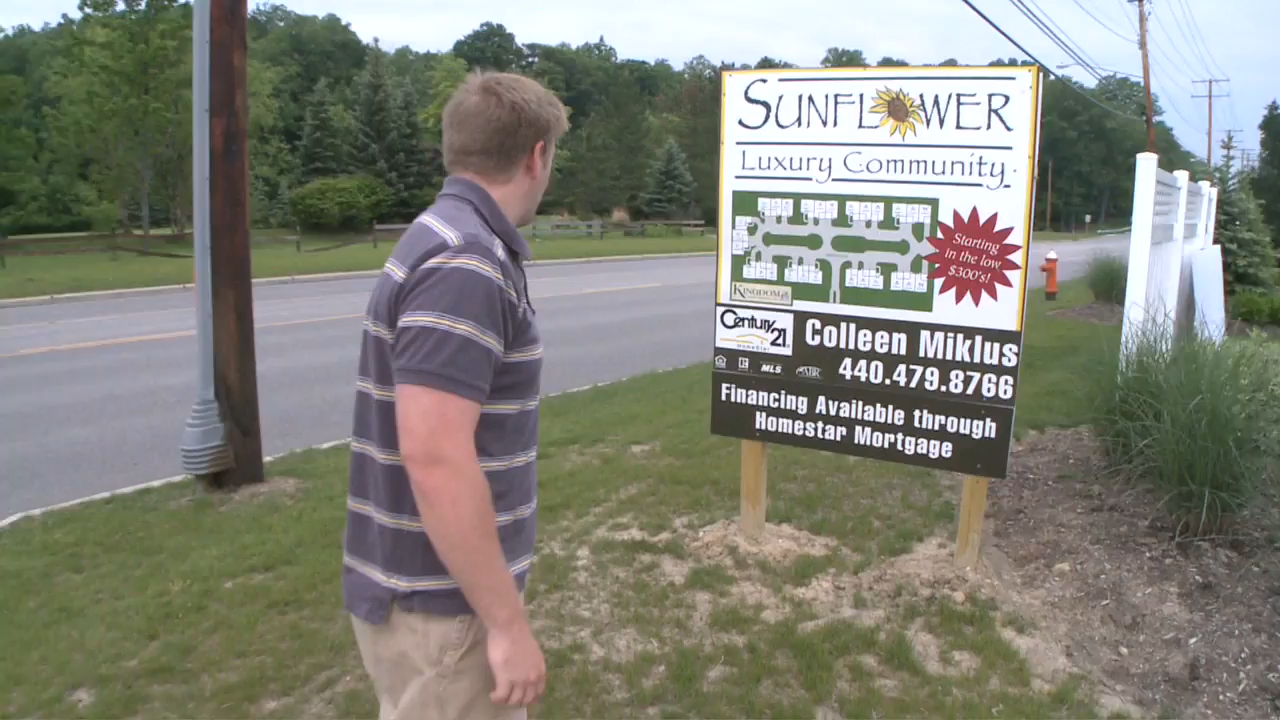 SUNFLOWER
Luxury Community
Starting
in the low
$300's!
KINGDOM
Century
21
HomeStar
Colleen Miklus
440.479.8766
MLS
Financing Available through
Homestar Mortgage